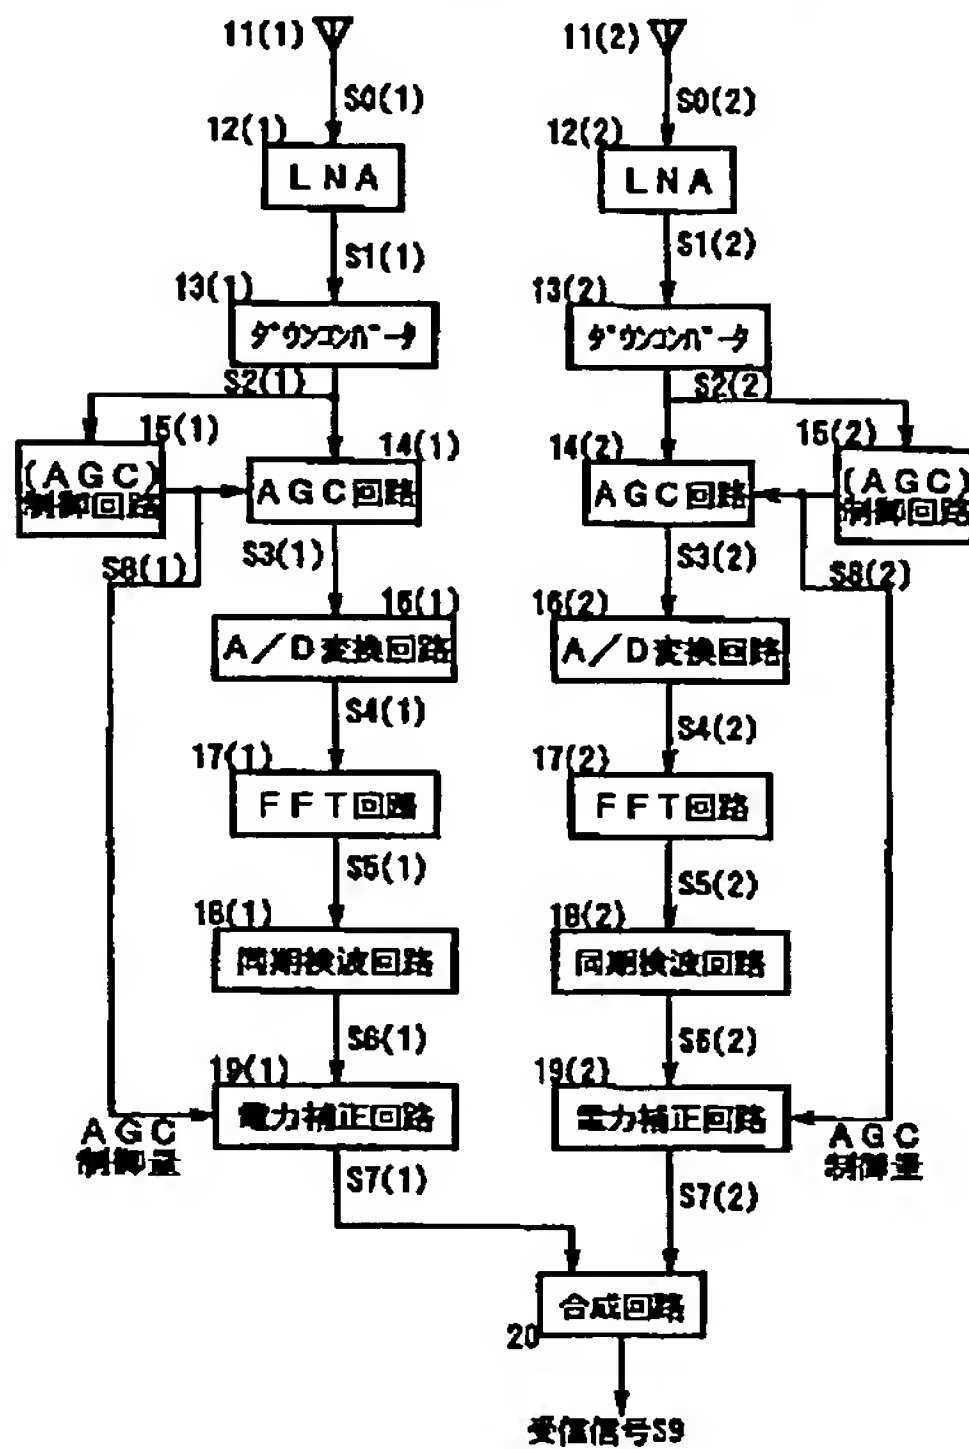 11(1)
11(2)
S0(1)
S0(2)
12(1)
12(2)
LNA
LNA
S1(1)
S1(2)
13(1)
13(2)
ダウンコンバータ
ダウンコンバータ
S2(1)
S2(2)
15(1)
14(1)
14(2)
15(2)
(AGC)
制御回路
AGC回路
AGC回路
(AGC)
制御回路
S8(1)
S3(1)
S3(2)
S8(2)
16(1)
16(2)
A/D変換回路
A/D変換回路
S4(1)
S4(2)
17(1)
17(2)
FFT回路
FFT回路
S5(1)
S5(2)
18(1)
18(2)
同期検波回路
同期検波回路
S6(1)
S6(2)
19(1)
19(2)
電力補正回路
電力補正回路
AGC
制御量
AGC
制御量
S7(1)
S7(2)
合成回路
20
受信信号S9